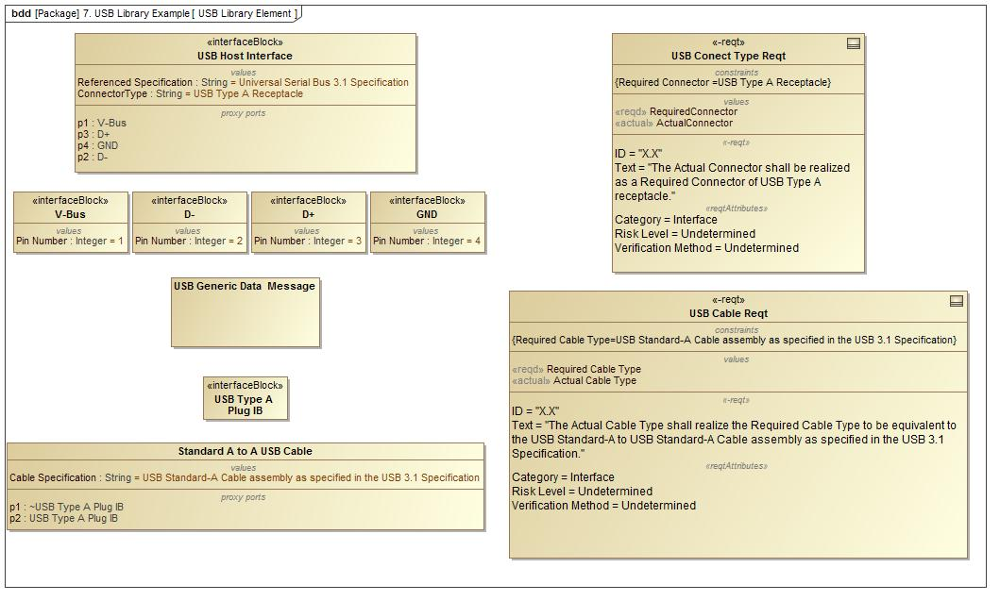 bdd [Package] 7. USB Library Example [ USB Library Element ]
«interfaceBlock»
USB Host Interface
values
Referenced Specification : String = Universal Serial Bus 3.1 Specification
ConnectorType : String = USB Type A Receptacle
proxy ports
p1 : V-Bus
p3 : D+
p4 : GND
p2 : D-
«interfaceBlock»
V-Bus
values
Pin Number : Integer = 1
«interfaceBlock»
D-
values
Pin Number : Integer = 2
«interfaceBlock»
D+
values
Pin Number : Integer = 3
«interfaceBlock»
GND
values
Pin Number : Integer = 4
USB Generic Data  Message
«interfaceBlock»
USB Type A
Plug IB
Standard A to A USB Cable
values
Cable Specification : String = USB Standard-A Cable assembly as specified in the USB 3.1 Specification
proxy ports
p1 : ~USB Type A Plug IB
p2 : USB Type A Plug IB
«-reqt»
USB Conect Type Reqt
constraints
{Required Connector =USB Type A Receptacle}
values
«reqd» RequiredConnector
«actual» ActualConnector
«-reqt»
ID = "X.X"
Text = "The Actual Connector shall be realized
as a Required Connector of USB Type A
receptacle."
«reqtAttributes»
Category = Interface
Risk Level = Undetermined
Verification Method = Undetermined
«-reqt»
USB Cable Reqt
constraints
{Required Cable Type=USB Standard-A Cable assembly as specified in the USB 3.1 Specification}
values
«reqd» Required Cable Type
«actual» Actual Cable Type
«-reqt»
ID = "X.X"
Text = "The Actual Cable Type shall realize the Required Cable Type to be equivalent to
the USB Standard-A to USB Standard-A Cable assembly as specified in the USB 3.1
Specification."
«reqtAttributes»
Category = Interface
Risk Level = Undetermined
Verification Method = Undetermined